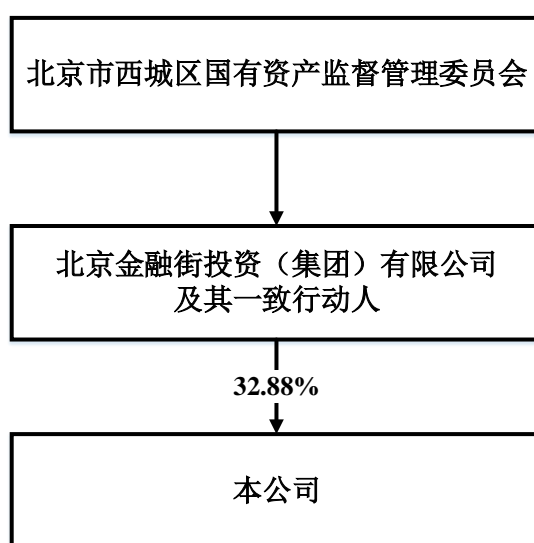 北京市西城区国有资产监督管理委员会
北京金融街投资（集团）有限公司
及其一致行动人
32.88%
本公司